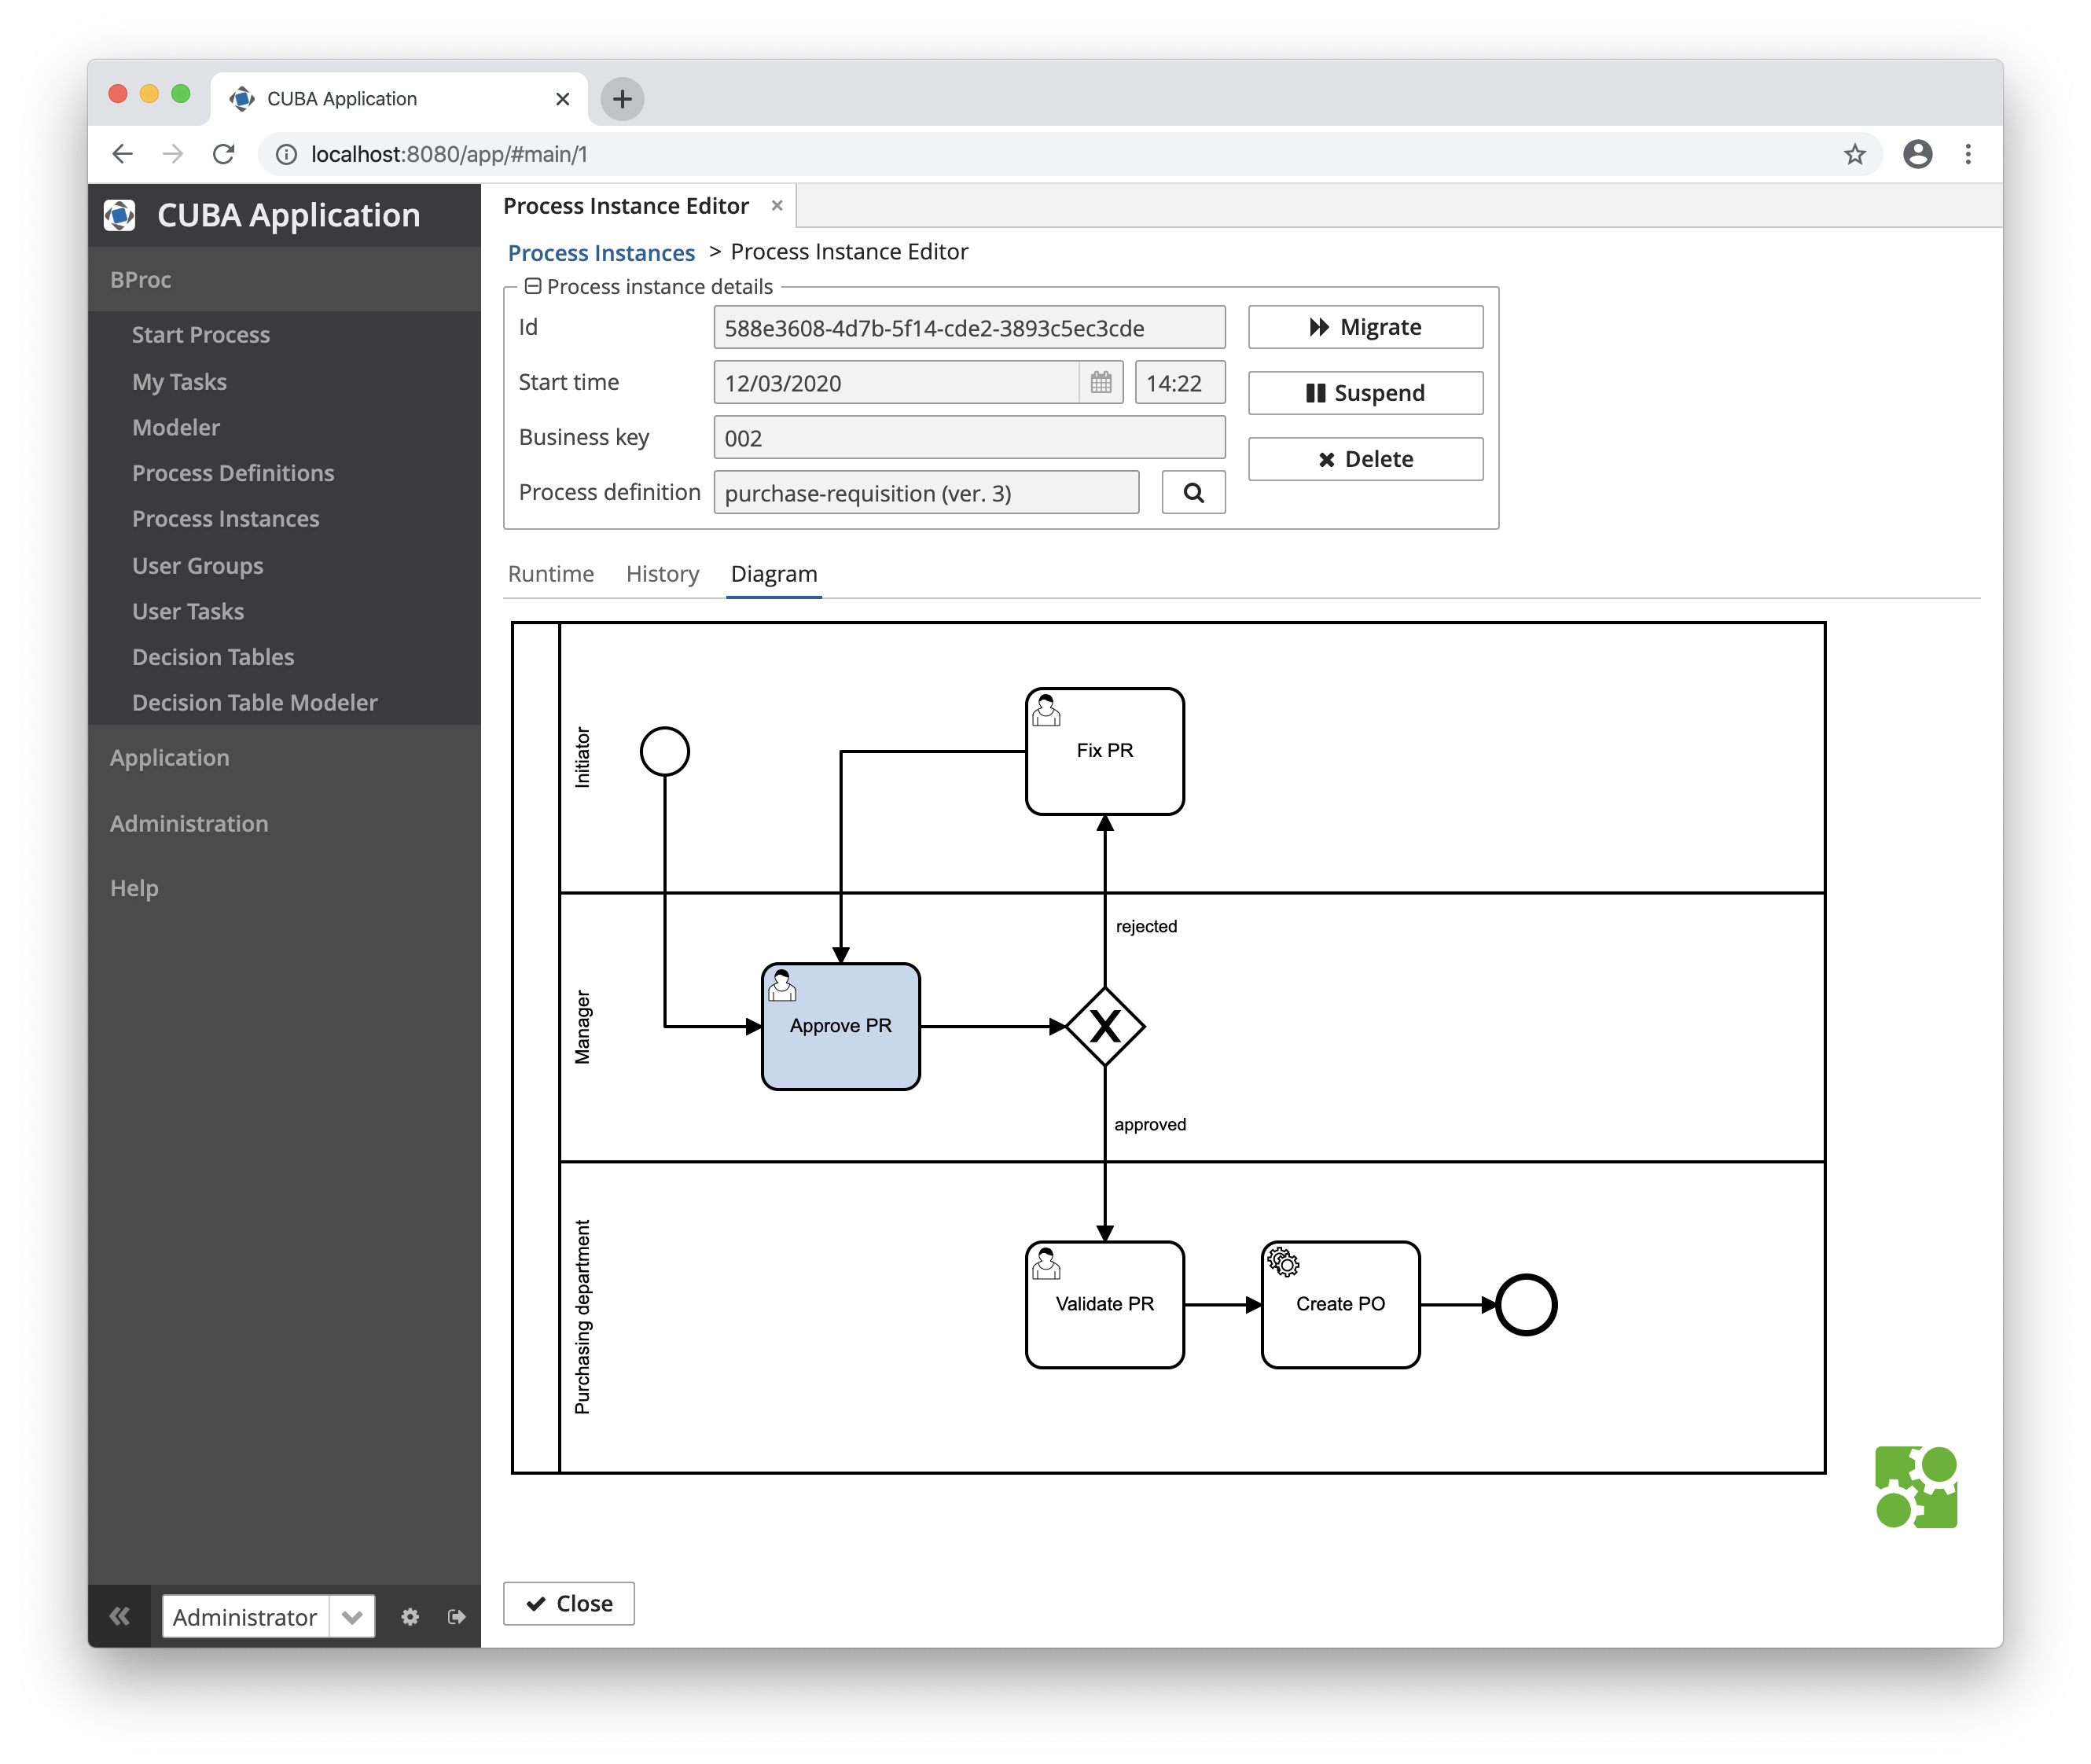 CUBA Application
localhost:8080/app/#main/1
CUBA Application
BProc
Start Process
My Tasks
Modeler
Process Definitions
Process Instances
User Groups
User Tasks
Decision Tables
Decision Table Modeler
Application
Administration
Help
Administrator
Process Instance Editor
Process Instances > Process Instance Editor
Process instance details
Id 588e3608-4d7b-5f14-cde2-3893c5ec3cde
Start time 12/03/2020 14:22
Business key 002
Process definition purchase-requisition (ver. 3)
Migrate
Suspend
Delete
Runtime History Diagram
Initiator
Fix PR
rejected
Manager
Approve PR
X
approved
Purchasing department
Validate PR
Create PO
Close